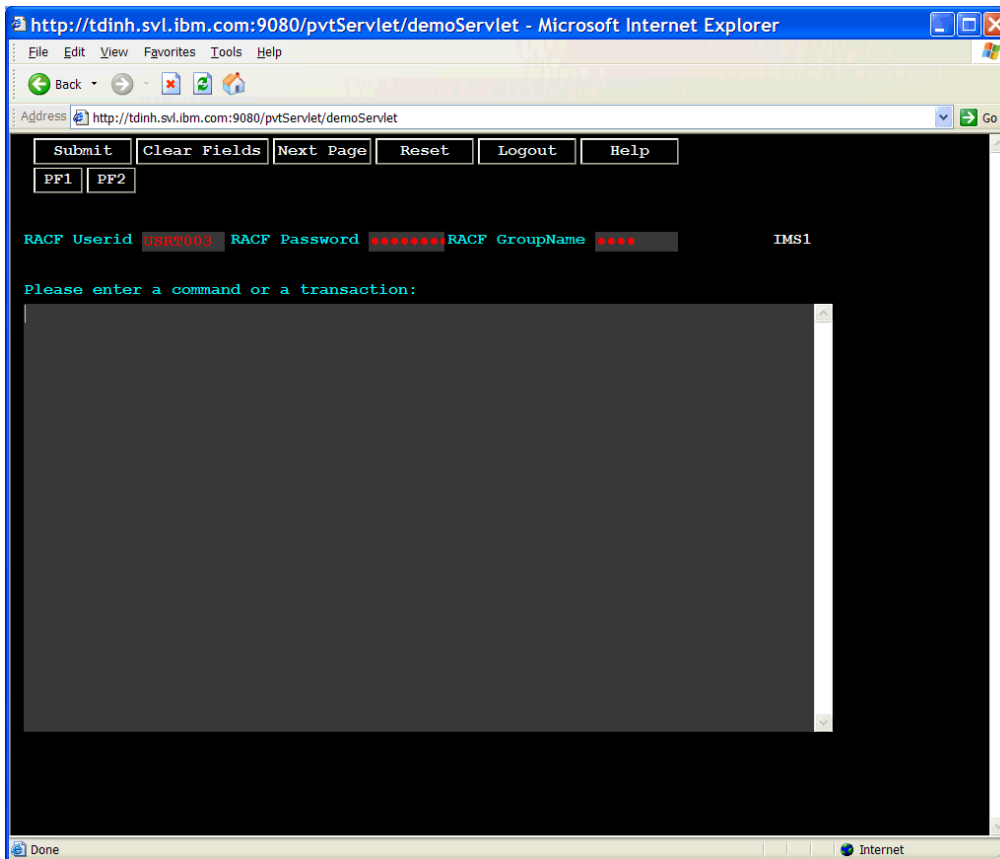 http://tdinh.svl.ibm.com:9080/pvtServlet/demoServlet - Microsoft Internet Explorer
File Edit View Favorites Tools Help
Back
Address http://tdinh.svl.ibm.com:9080/pvtServlet/demoServlet Go
Submit Clear Fields Next Page Reset Logout Help
PF1 PF2
RACF Userid USRT003 RACF Password ●●●●●●●● RACF GroupName ●●●● IMS1
Please enter a command or a transaction:
Done Internet